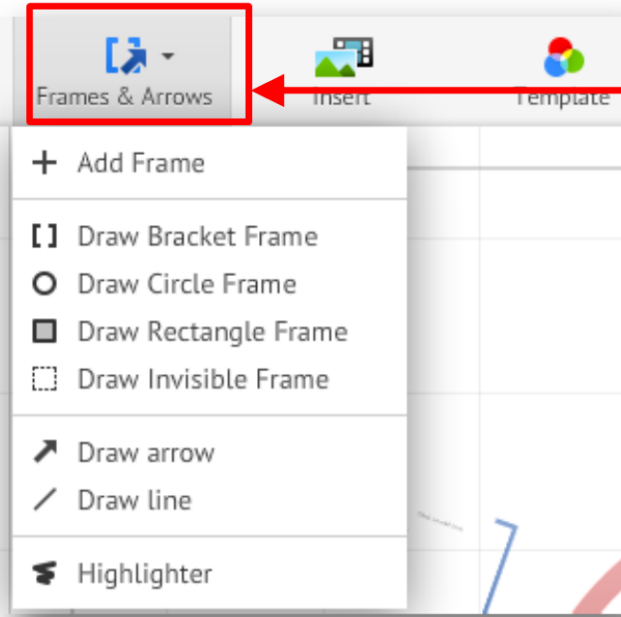 Frames & Arrows
Insert
Template
Add Frame
Draw Bracket Frame
Draw Circle Frame
Draw Rectangle Frame
Draw Invisible Frame
Draw arrow
Draw line
Highlighter